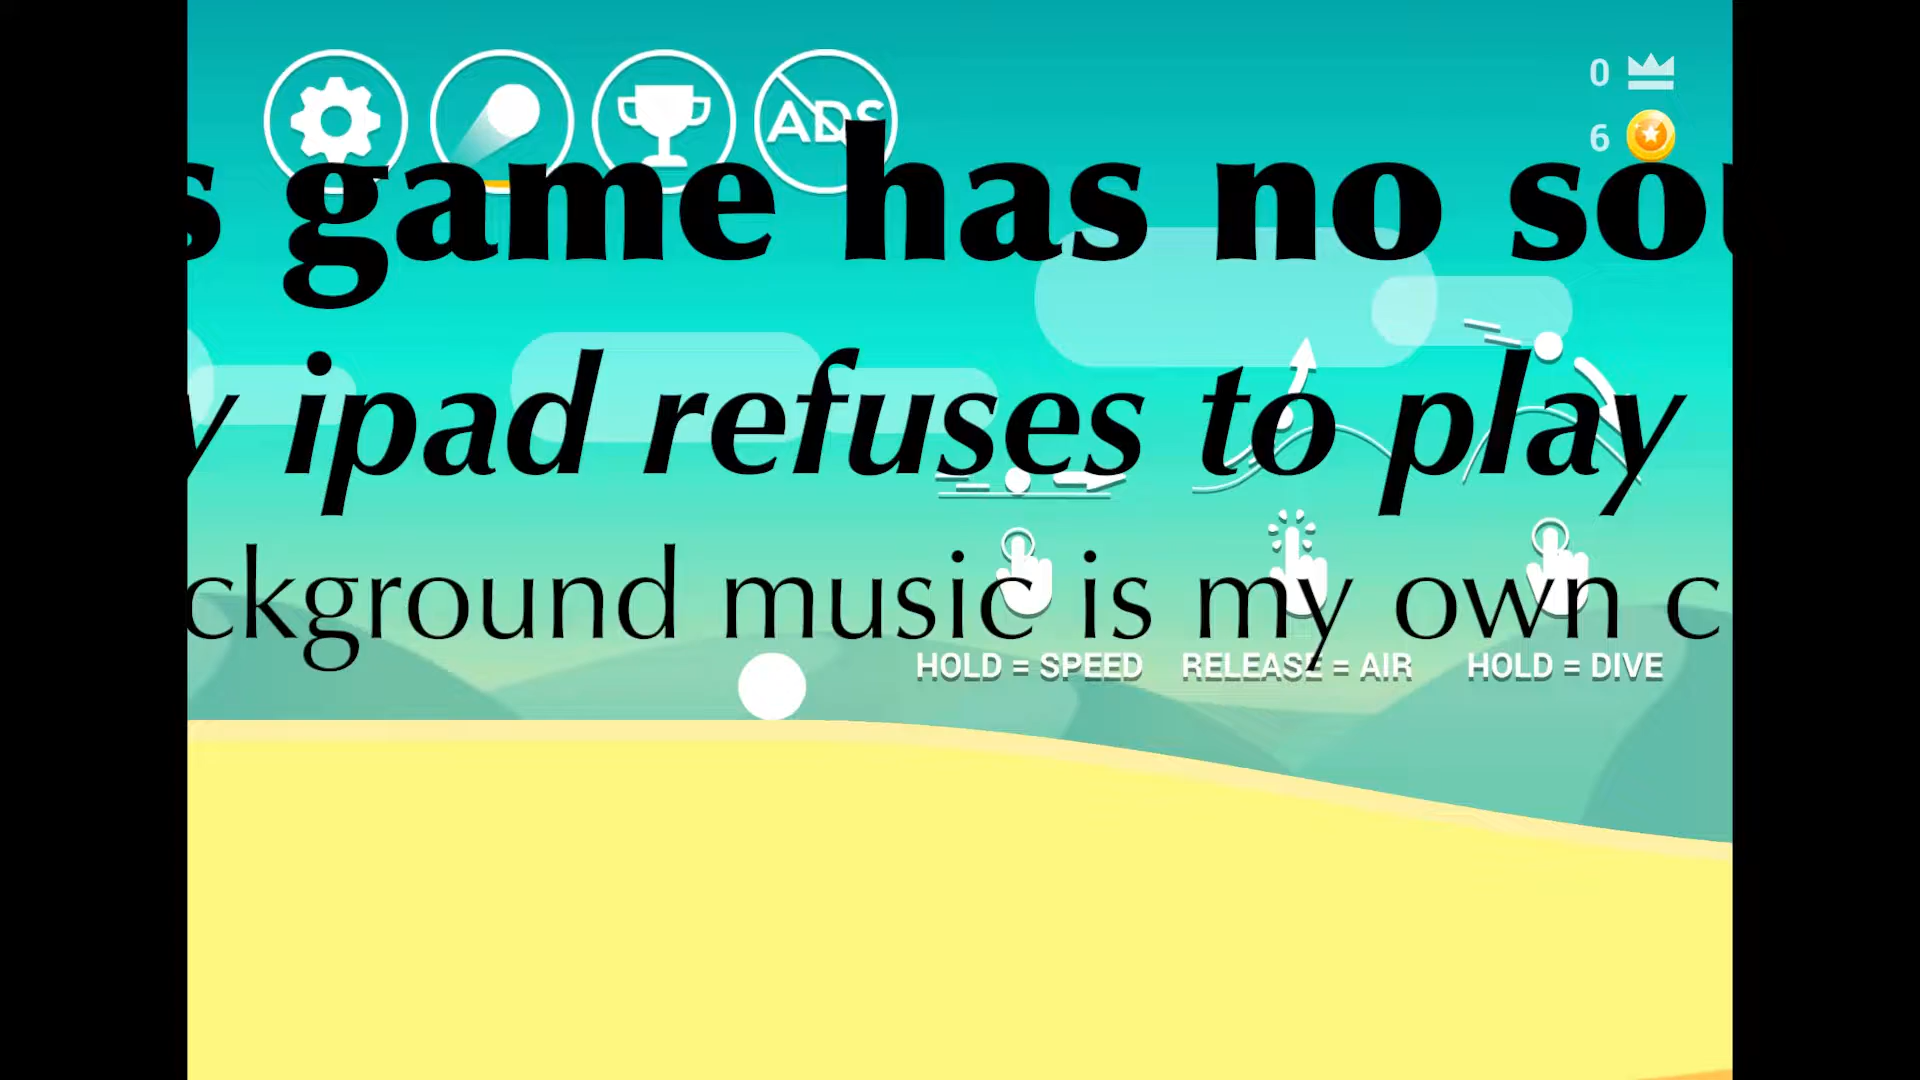 ADS
0
6
s game has no sou
y ipad refuses to play
ckground music is my own c
HOLD = SPEED RELEASE = AIR HOLD = DIVE